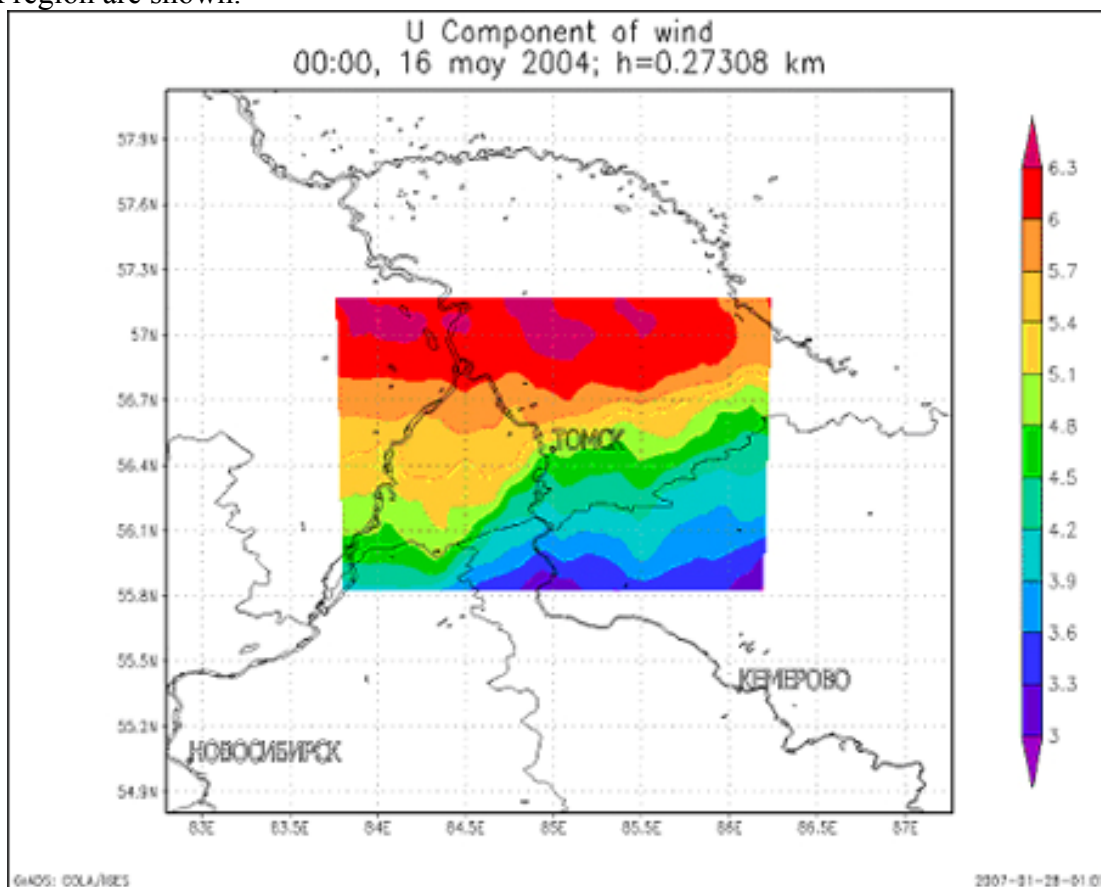 region are shown.
U Component of wind
00:00, 16 may 2004; h=0.27308 km
57.9N
57.6N
57.3N
57N
56.7N
56.4N
56.1N
55.8N
55.5N
55.2N
54.9N
83E
83.5E
84E
84.5E
85E
85.5E
86E
86.5E
87E
ТОМСК
КЕМЕРОВО
НОВОСИБИРСК
6.3
6
5.7
5.4
5.1
4.8
4.5
4.2
3.9
3.6
3.3
3
GrADS: COLA/IGES